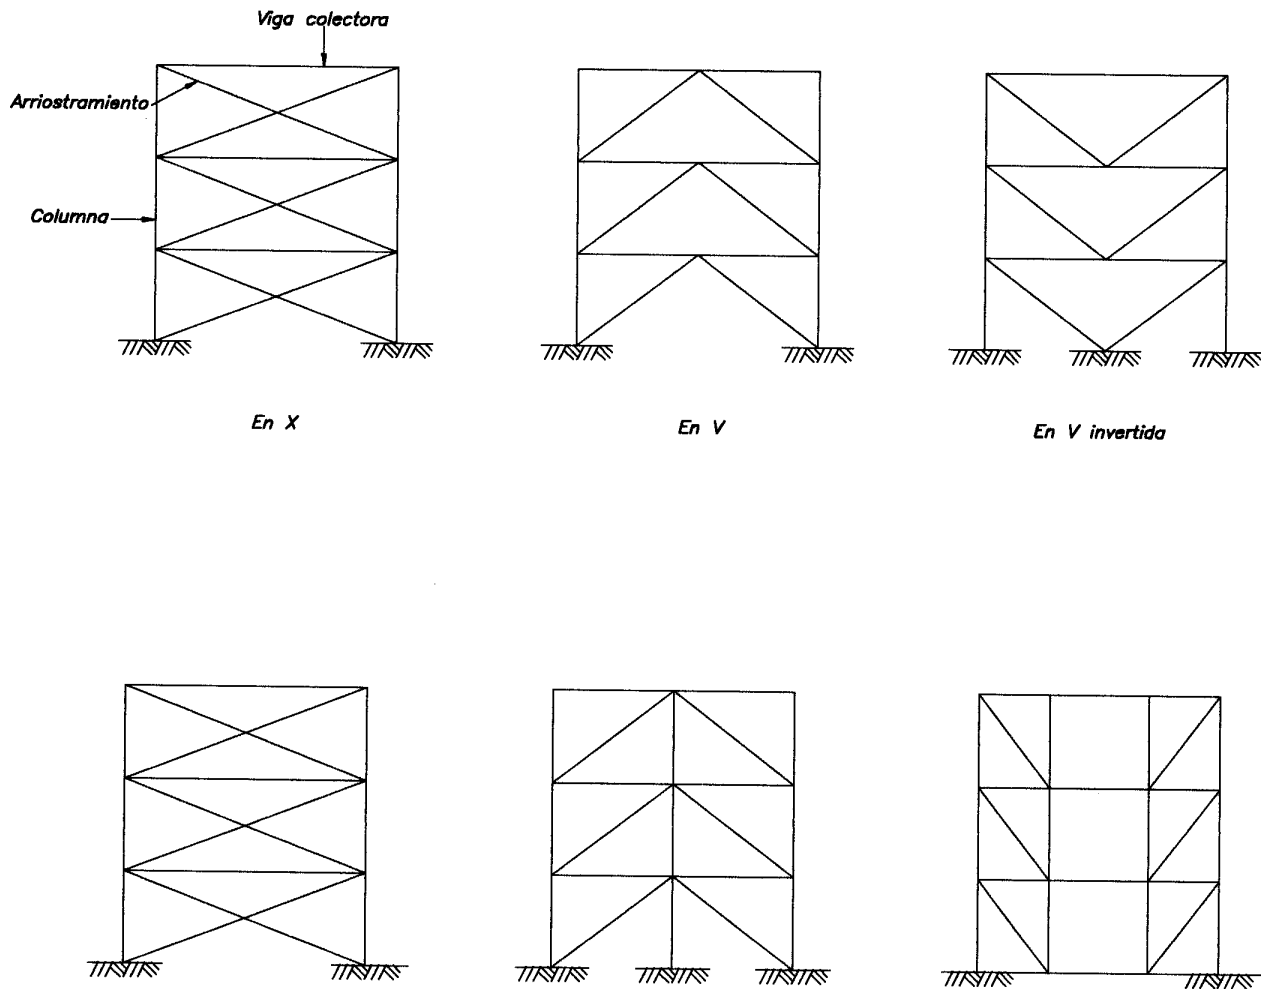 Viga colectora
Arriostramiento
Columna
En X
En V
En V invertida